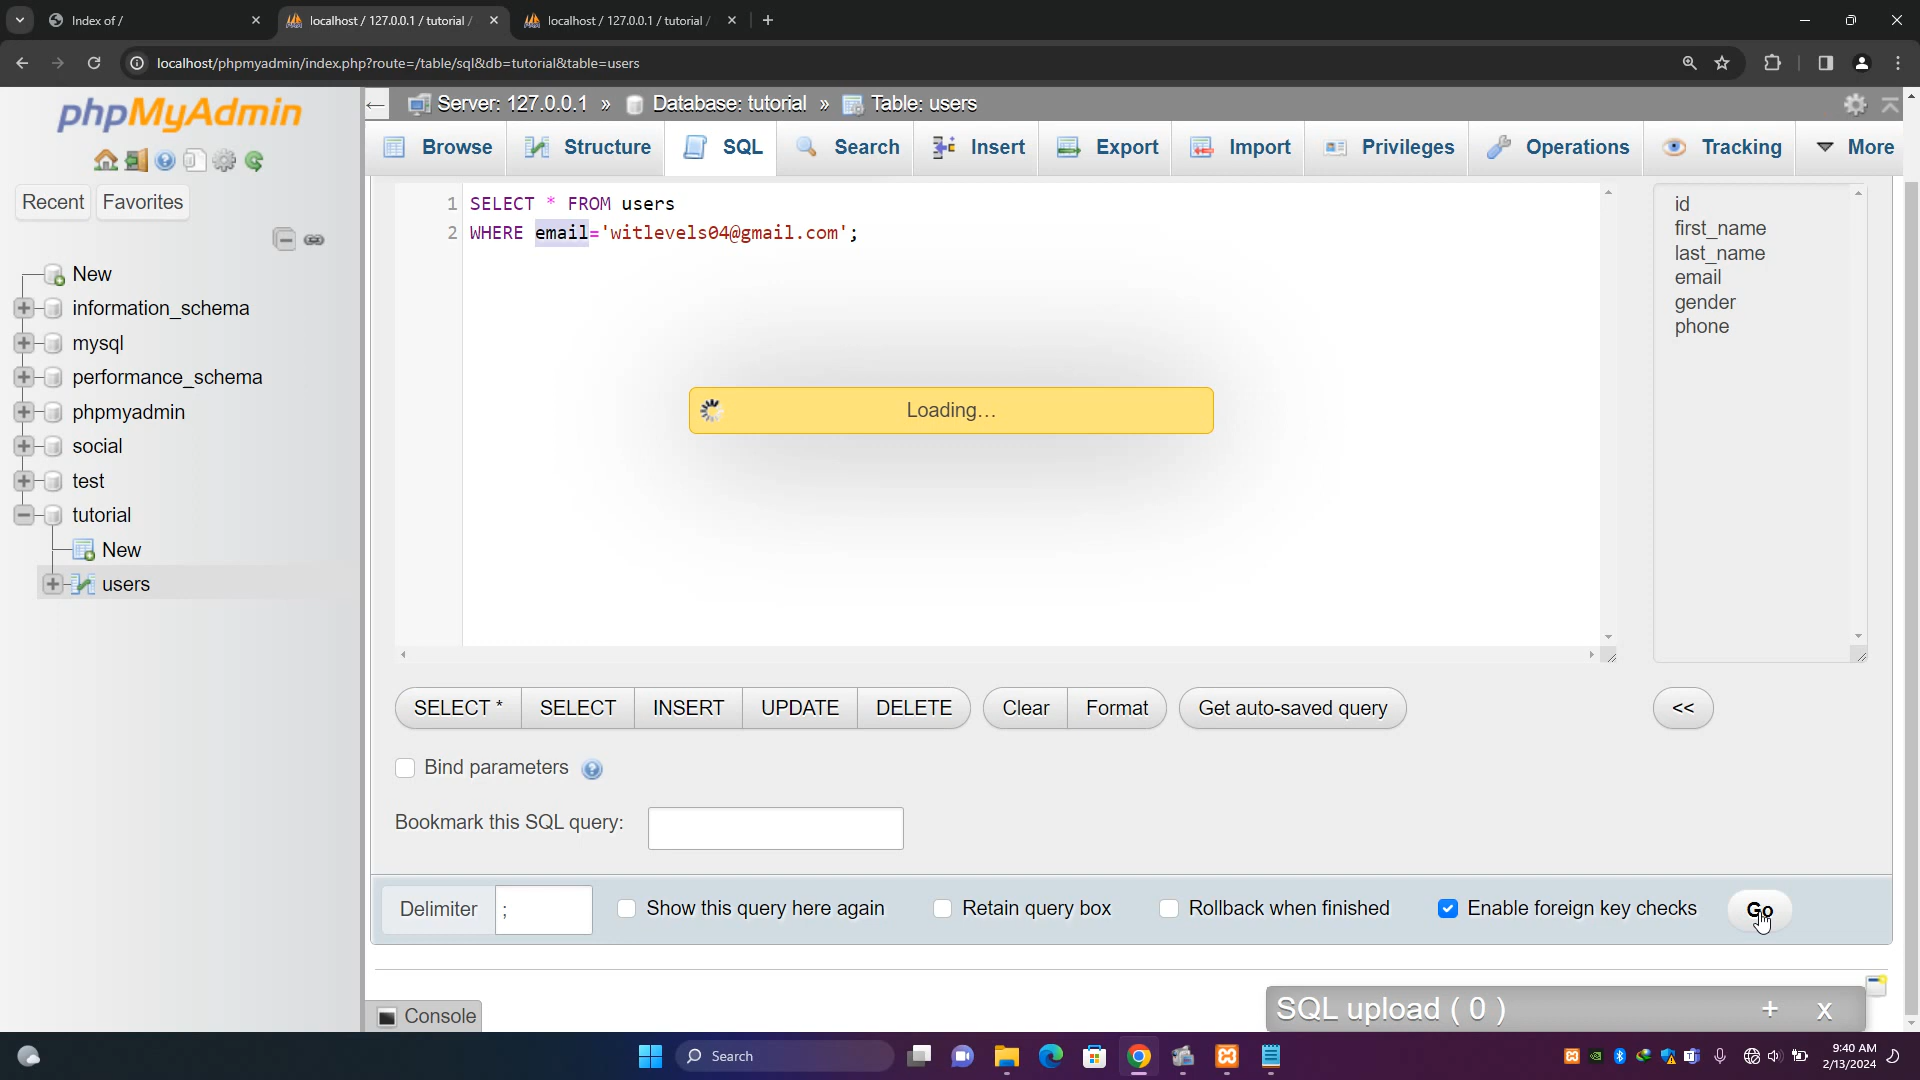 Index of /
localhost / 127.0.0.1 / tutorial /
localhost / 127.0.0.1 / tutorial /
localhost/phpmyadmin/index.php?route=/table/sql&db=tutorial&table=users
phpMyAdmin
Server: 127.0.0.1 » Database: tutorial » Table: users
Browse Structure SQL Search Insert Export Import Privileges Operations Tracking More
Recent Favorites
New
information_schema
mysql
performance_schema
phpmyadmin
social
test
tutorial
New
users
1 SELECT * FROM users
2 WHERE email='witlevels04@gmail.com';
Loading...
id
first_name
last_name
email
gender
phone
SELECT * SELECT INSERT UPDATE DELETE Clear Format Get auto-saved query <<
Bind parameters
Bookmark this SQL query:
Delimiter ; Show this query here again Retain query box Rollback when finished Enable foreign key checks Go
Console
SQL upload ( 0 ) + x
Search
9:40 AM
2/13/2024